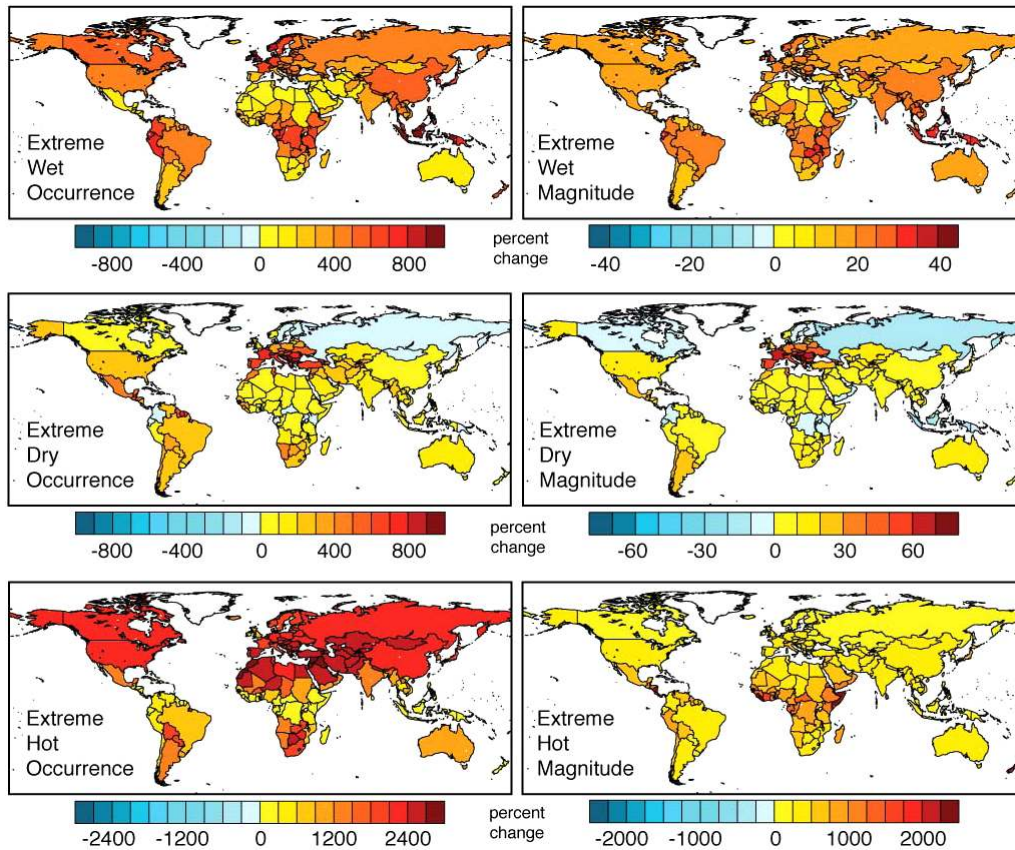 Extreme
Wet
Occurrence
Extreme
Wet
Magnitude
-800 -400 0 400 800
percent
change
-40 -20 0 20 40
Extreme
Dry
Occurrence
Extreme
Dry
Magnitude
-800 -400 0 400 800
percent
change
-60 -30 0 30 60
Extreme
Hot
Occurrence
Extreme
Hot
Magnitude
-2400 -1200 0 1200 2400
percent
change
-2000 -1000 0 1000 2000